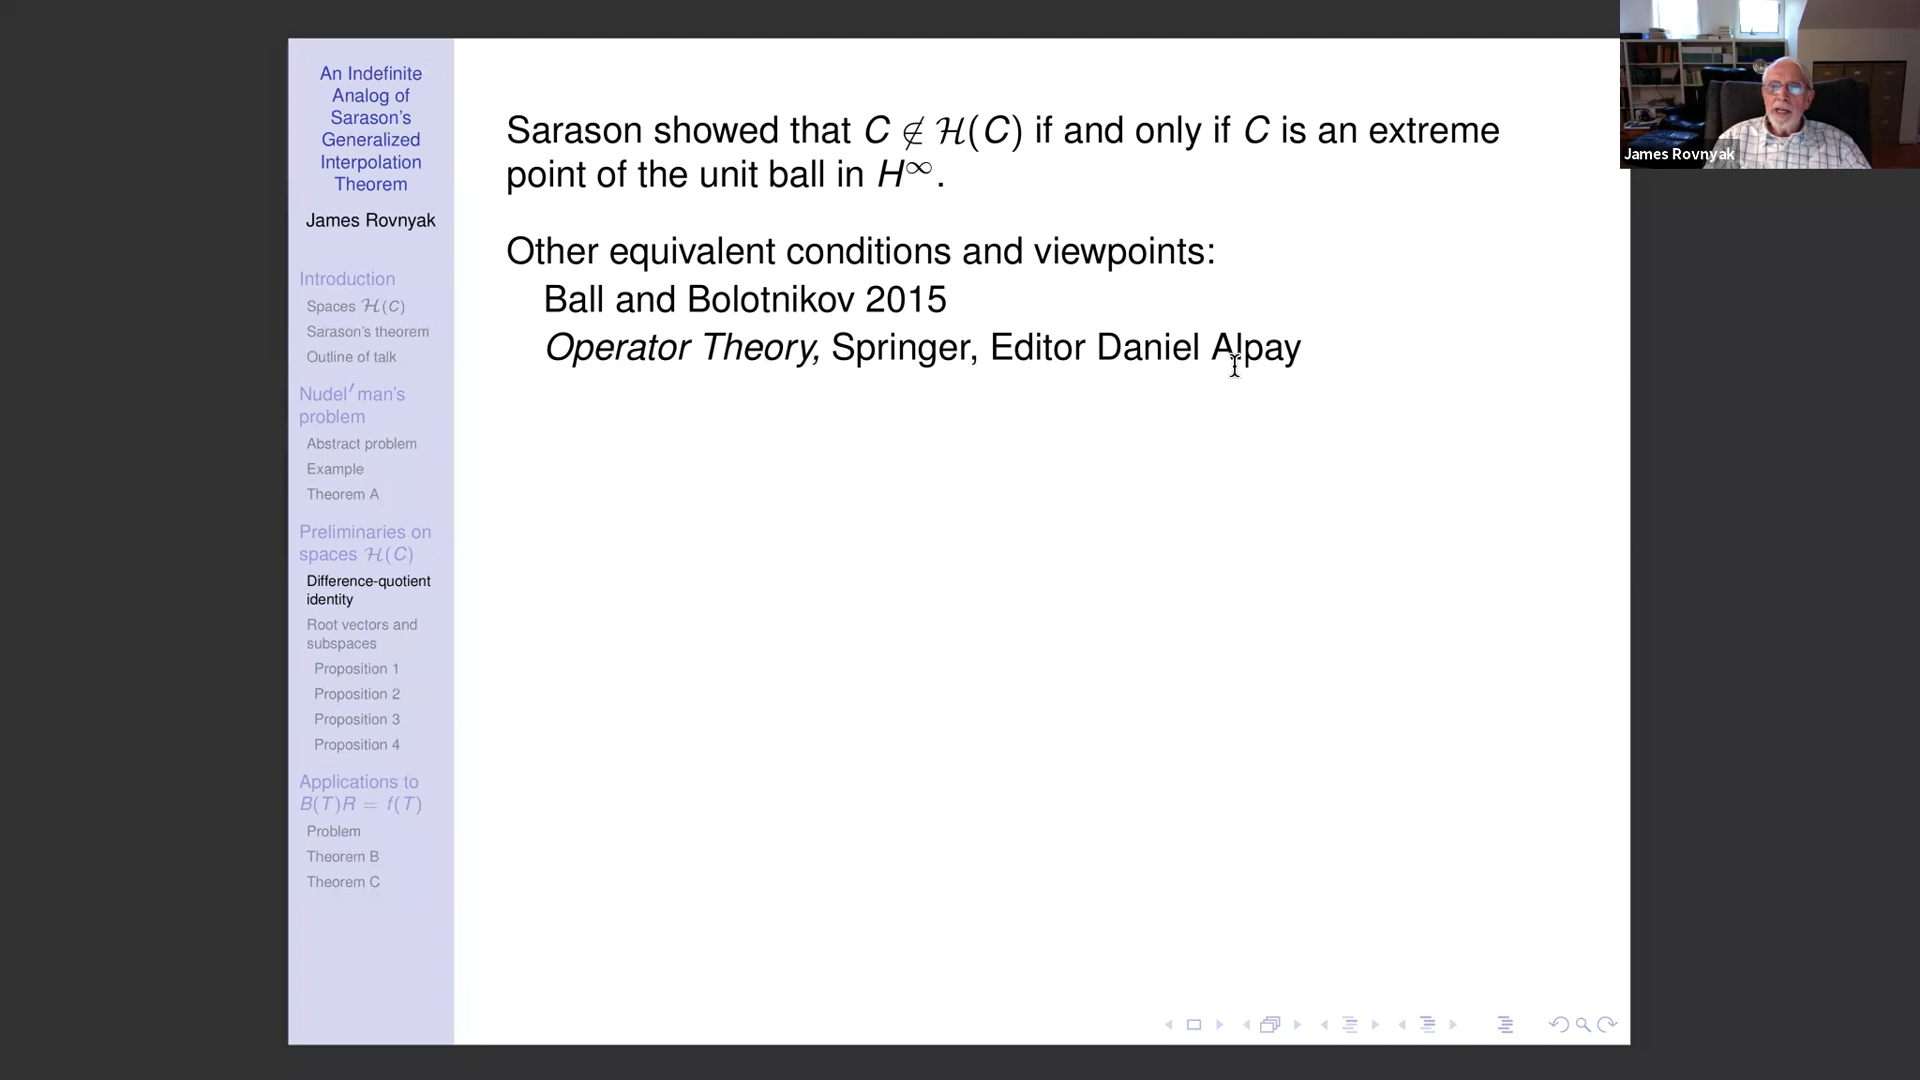 An Indefinite
Analog of
Sarason's
Generalized
Interpolation
Theorem
James Rovnyak
Introduction
Spaces ℋ(C)
Sarason's theorem
Outline of talk
Nudel′man's
problem
Abstract problem
Example
Theorem A
Preliminaries on
spaces ℋ(C)
Difference-quotient
identity
Root vectors and
subspaces
Proposition 1
Proposition 2
Proposition 3
Proposition 4
Applications to
B(T)R = f(T)
Problem
Theorem B
Theorem C
Sarason showed that C ∉ ℋ(C) if and only if C is an extreme
point of the unit ball in H^∞.
Other equivalent conditions and viewpoints:
Ball and Bolotnikov 2015
Operator Theory, Springer, Editor Daniel Alpay
James Rovnyak